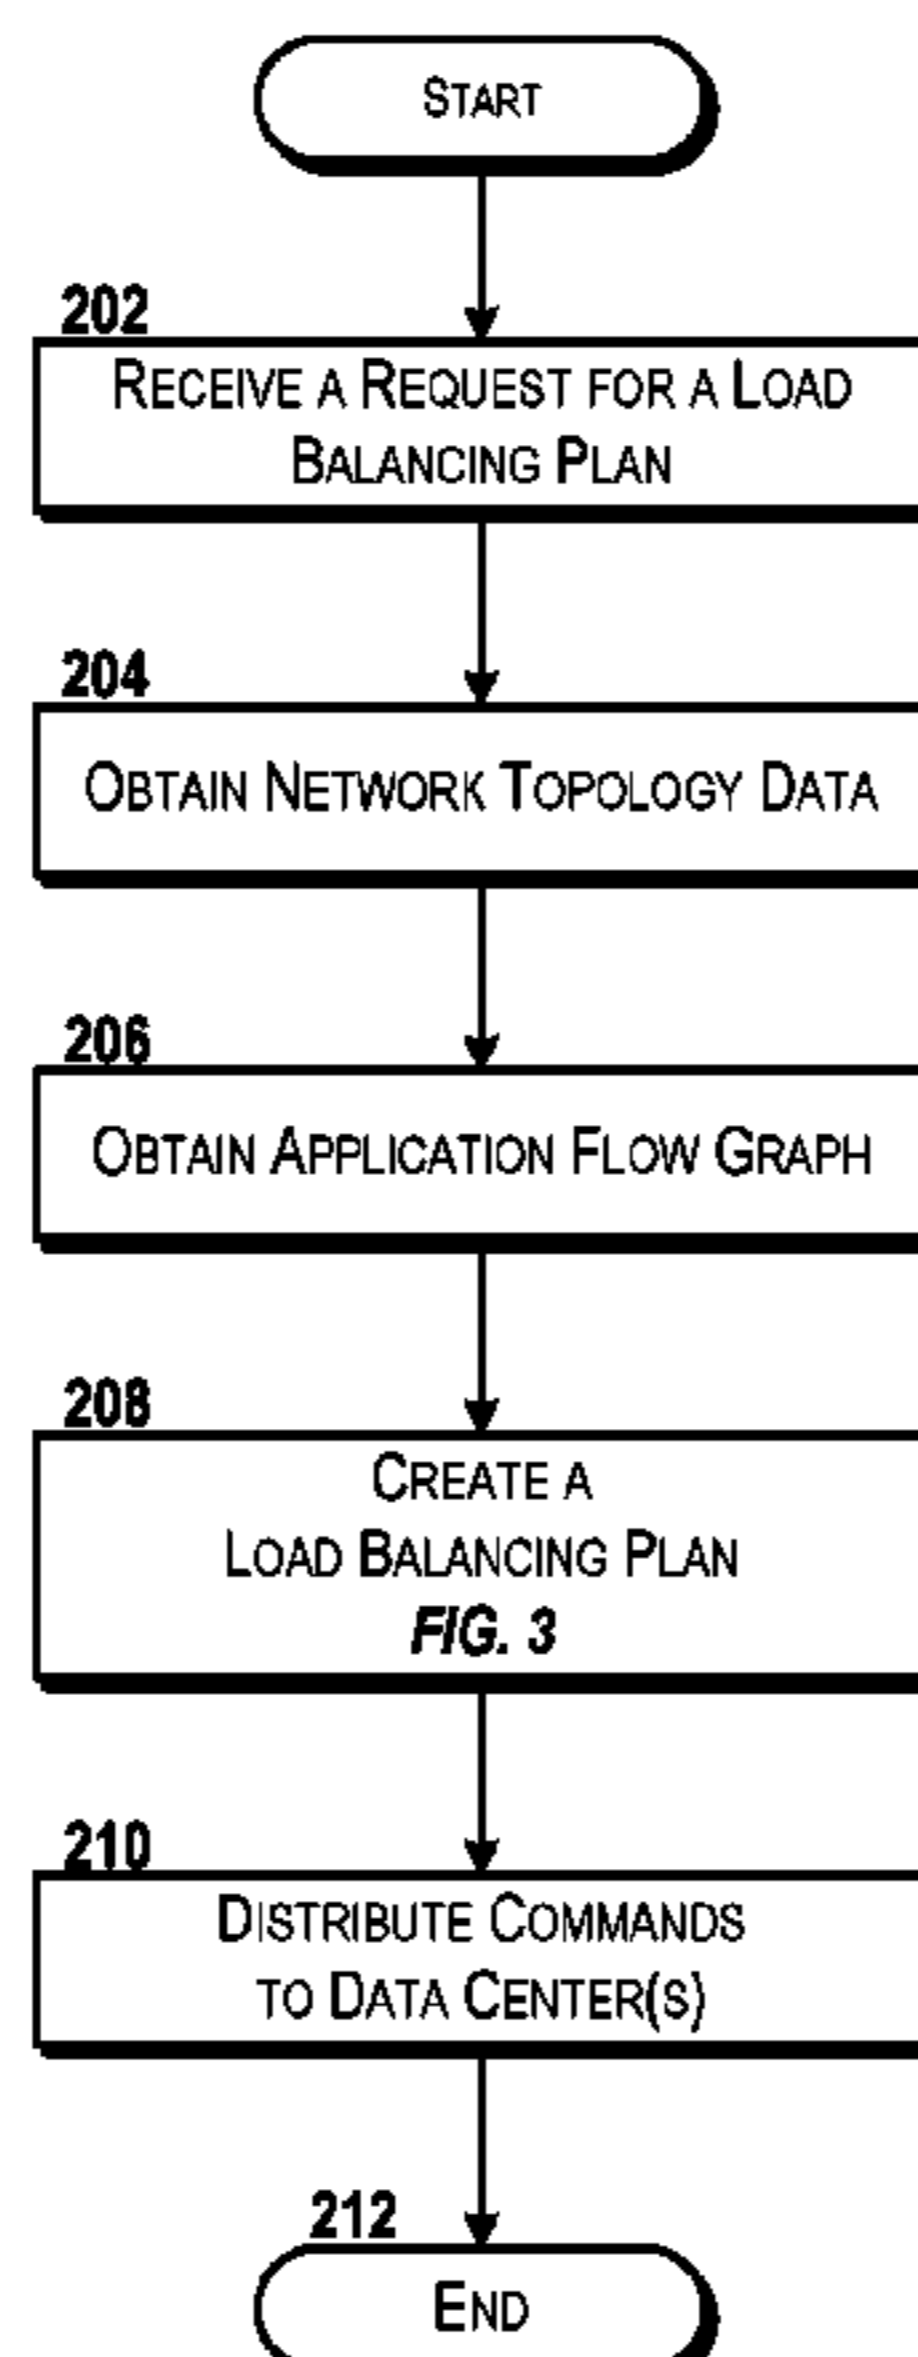 START
202
RECEIVE A REQUEST FOR A LOAD
BALANCING PLAN
204
OBTAIN NETWORK TOPOLOGY DATA
206
OBTAIN APPLICATION FLOW GRAPH
208
CREATE A
LOAD BALANCING PLAN
FIG. 3
210
DISTRIBUTE COMMANDS
TO DATA CENTER(S)
212
END